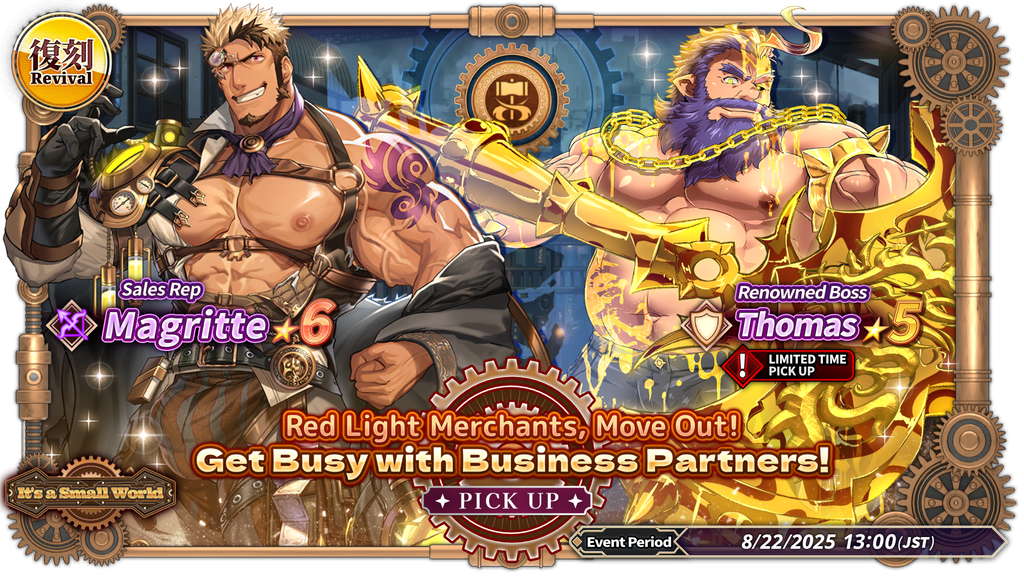 復刻
Revival
Sales Rep
Magritte ★6
Renowned Boss
Thomas ★5
! LIMITED TIME
PICK UP
Red Light Merchants, Move Out!
Get Busy with Business Partners!
PICK UP
It's a Small World
Event Period 8/22/2025 13:00(JST)